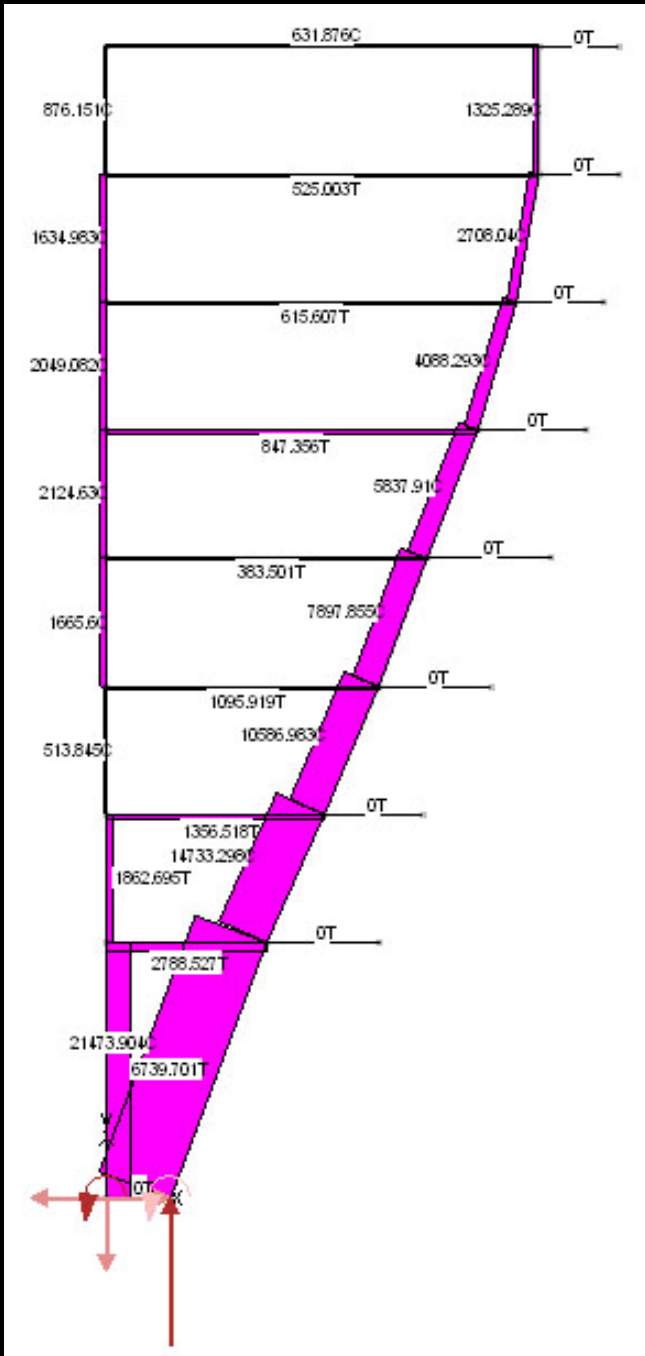 631.876C
0T
876.151C
1325.289C
0T
525.003T
1634.983C
2708.04C
0T
615.607T
2049.082C
4088.293C
0T
847.356T
2124.63C
5837.91C
0T
383.501T
1665.6C
7897.855C
0T
1095.919T
513.845C
10586.983C
0T
1356.518T
14733.298C
1862.695T
0T
2788.527T
21473.904C
6739.701T
Y
0T
X